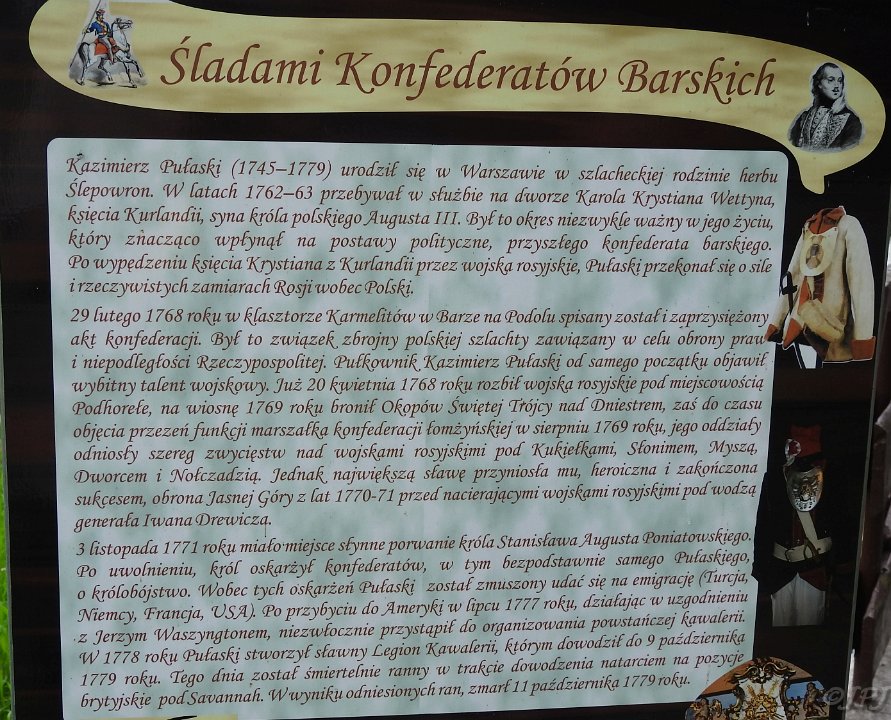 Śladami Konfederatów Barskich
Kazimierz Pułaski (1745–1779) urodził się w Warszawie w szlacheckiej rodzinie herbu
Ślepowron. W latach 1762–63 przebywał w służbie na dworze Karola Krystiana Wettyna,
księcia Kurlandii, syna króla polskiego Augusta III. Był to okres niezwykle ważny w jego życiu,
który znacząco wpłynął na postawy polityczne, przyszłego konfederata barskiego.
Po wypędzeniu księcia Krystiana z Kurlandii przez wojska rosyjskie, Pułaski przekonał się o sile
i rzeczywistych zamiarach Rosji wobec Polski.
29 lutego 1768 roku w klasztorze Karmelitów w Barze na Podolu spisany został i zaprzysiężony
akt konfederacji. Był to związek zbrojny polskiej szlachty zawiązany w celu obrony praw
i niepodległości Rzeczypospolitej. Pułkownik Kazimierz Pułaski od samego początku objawił
wybitny talent wojskowy. Już 20 kwietnia 1768 roku rozbił wojska rosyjskie pod miejscowością
Podhorełe, na wiosnę 1769 roku bronił Okopów Świętej Trójcy nad Dniestrem, zaś do czasu
objęcia przezeń funkcji marszałka konfederacji łomżyńskiej w sierpniu 1769 roku, jego oddziały
odniosły szereg zwycięstw nad wojskami rosyjskimi pod Kukiełkami, Słonimem, Myszą,
Dworcem i Nołczadzią. Jednak największą sławę przyniosła mu, heroiczna i zakończona
sukcesem, obrona Jasnej Góry z lat 1770-71 przed nacierającymi wojskami rosyjskimi pod wodzą
generała Iwana Drewicza.
3 listopada 1771 roku miało miejsce słynne porwanie króla Stanisława Augusta Poniatowskiego.
Po uwolnieniu, król oskarżył konfederatów, w tym bezpodstawnie samego Pułaskiego,
o królobójstwo. Wobec tych oskarżeń Pułaski został zmuszony udać się na emigrację (Turcja,
Niemcy, Francja, USA). Po przybyciu do Ameryki w lipcu 1777 roku, działając w uzgodnieniu
z Jerzym Waszyngtonem, niezwłocznie przystąpił do organizowania powstańczej kawalerii.
W 1778 roku Pułaski stworzył sławny Legion Kawalerii, którym dowodził do 9 października
1779 roku. Tego dnia został śmiertelnie ranny w trakcie dowodzenia natarciem na pozycje
brytyjskie pod Savannah. W wyniku odniesionych ran, zmarł 11 października 1779 roku.